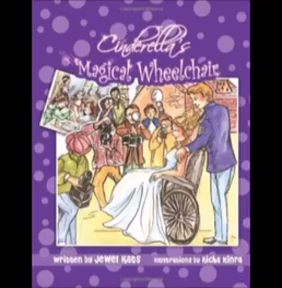 Cinderella's
Magical Wheelchair
written by Jewel Kats
illustrations by Richa Kinra